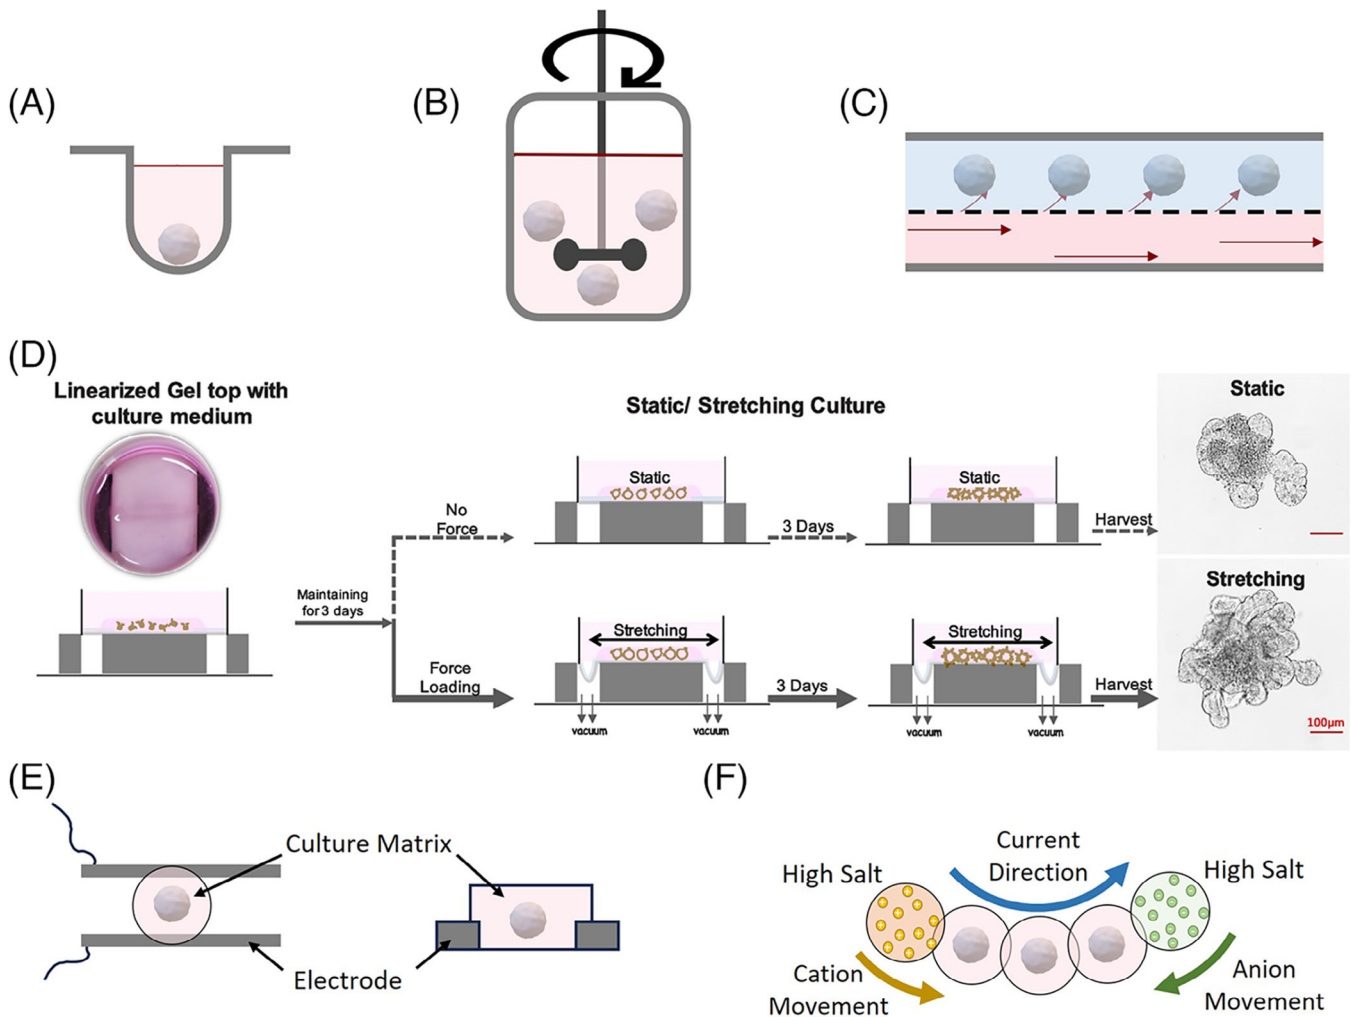 (A)
(B)
(C)
(D)
Linearized Gel top with
culture medium
Static/ Stretching Culture
Static
Static
Static
No
Force
3 Days
Harvest
Maintaining
for 3 days
Stretching
Stretching
Stretching
Force
Loading
3 Days
Harvest
100μm
vacuum
vacuum
vacuum
vacuum
(E)
Culture Matrix
Electrode
(F)
Current
Direction
High Salt
High Salt
Cation
Movement
Anion
Movement